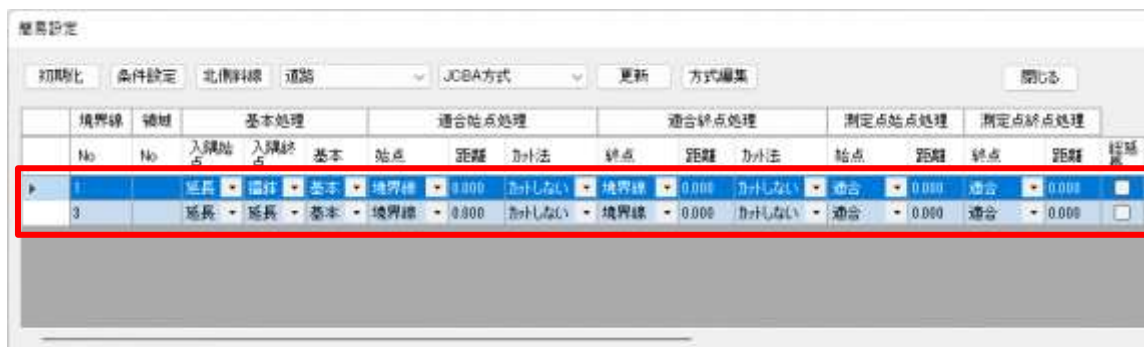 簡易設定
初期化 条件設定 北側斜線 道路 JCBA方式 更新 方式編集 閉じる
境界線 領域 基本処理 適合始点処理 適合終点処理 測定点始点処理 測定点終点処理
No No 入隅始点 入隅終点 基本 始点 距離 カット法 終点 距離 カット法 始点 距離 終点 距離
1 延長 基本 境界線 0.000 カットしない 境界線 0.000 カットしない 適合 0.000 適合 0.000
3 延長 延長 基本 境界線 0.000 カットしない 境界線 0.000 カットしない 適合 0.000 適合 0.000